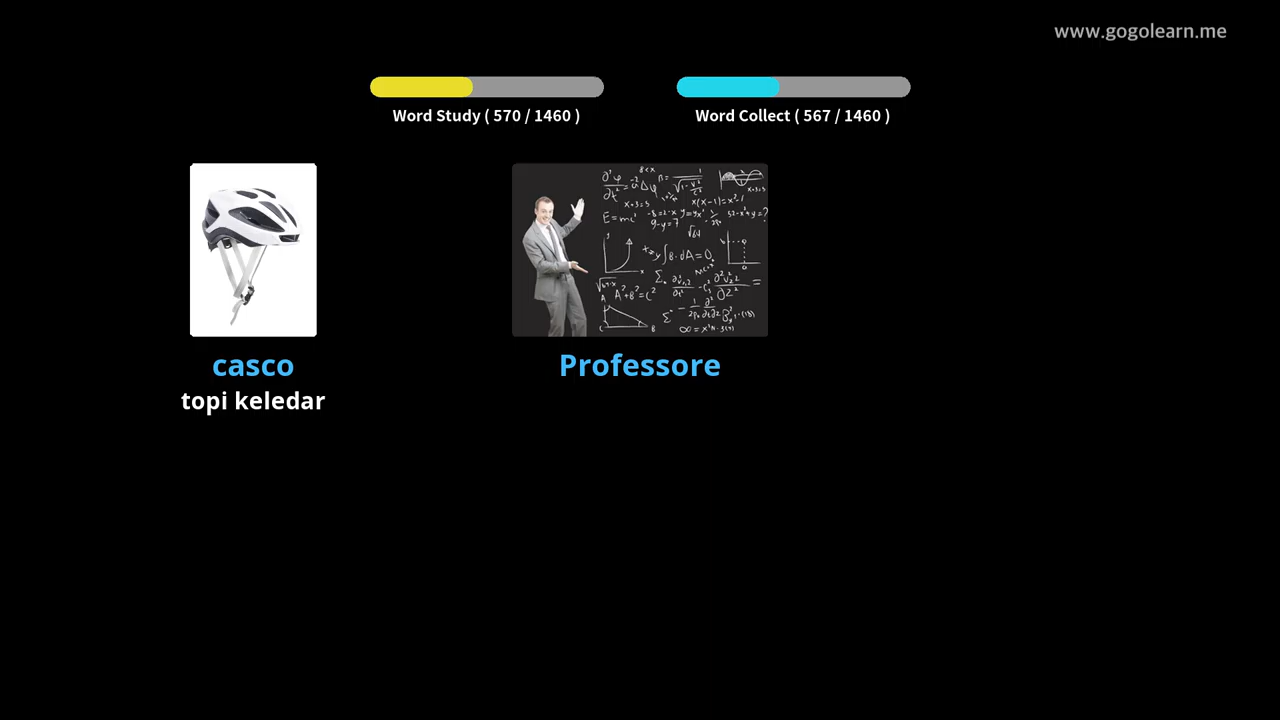 www.gogolearn.me
Word Study ( 570 / 1460 )
Word Collect ( 567 / 1460 )
casco
topi keledar
Professore